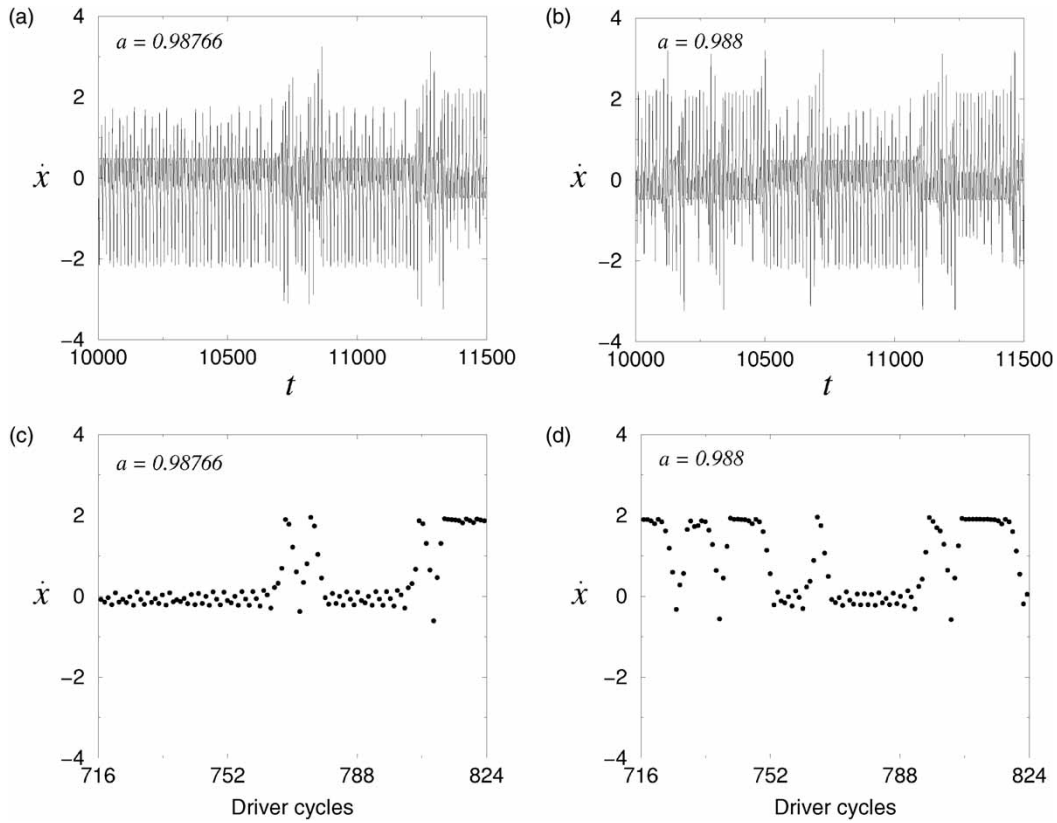 (a)
a = 0.98766
4
2
0
−2
−4
ẋ
10000
10500
11000
11500
t
(b)
a = 0.988
4
2
0
−2
−4
ẋ
10000
10500
11000
11500
t
(c)
a = 0.98766
4
2
0
−2
−4
ẋ
716
752
788
824
Driver cycles
(d)
a = 0.988
4
2
0
−2
−4
ẋ
716
752
788
824
Driver cycles